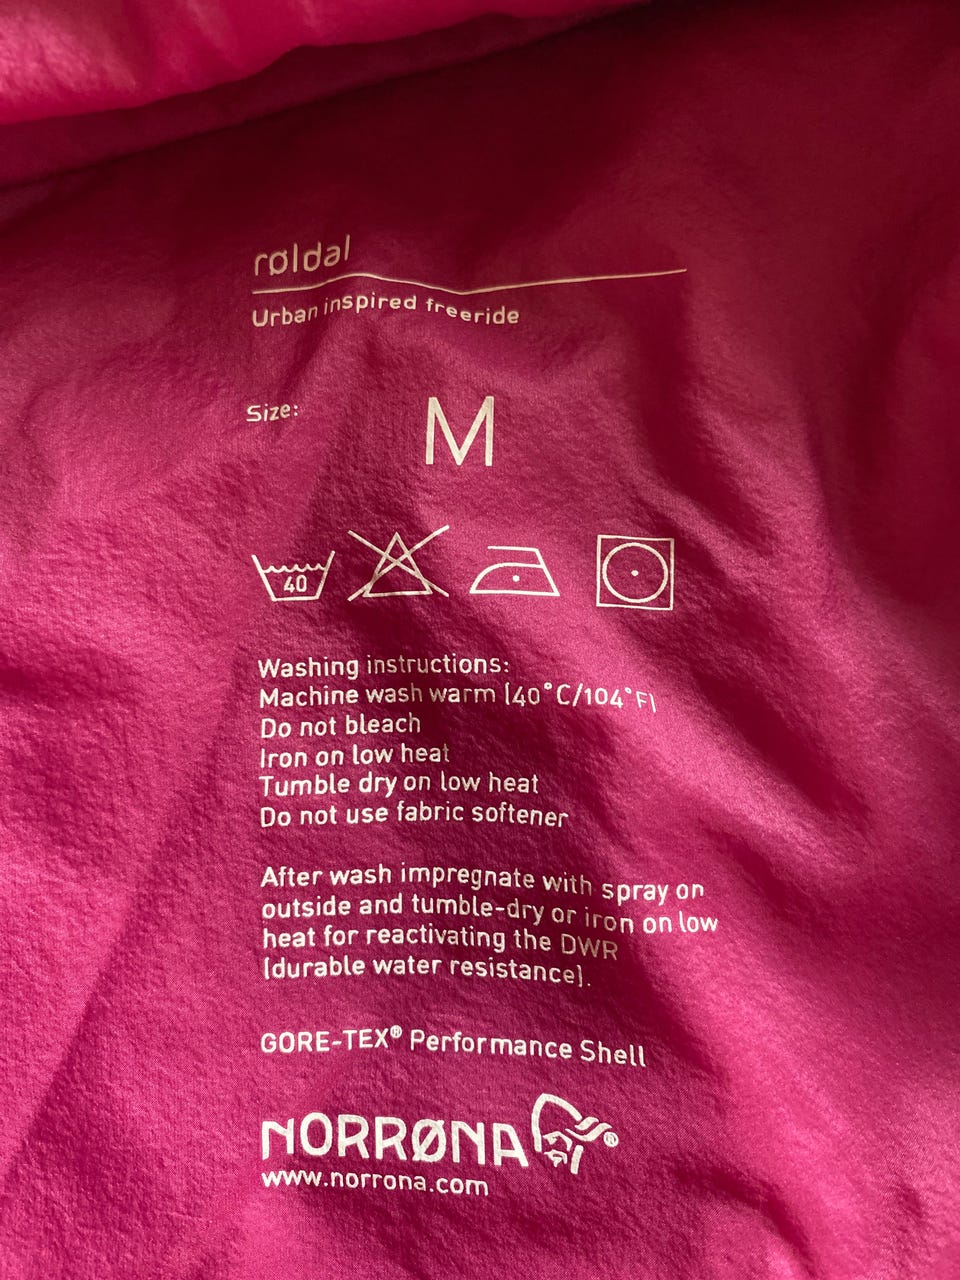 røldal
Urban inspired freeride
Size: M
40
Washing instructions:
Machine wash warm (40°C/104°F)
Do not bleach
Iron on low heat
Tumble dry on low heat
Do not use fabric softener
After wash impregnate with spray on
outside and tumble-dry or iron on low
heat for reactivating the DWR
(durable water resistance).
GORE-TEX® Performance Shell
NORRØNA ®
www.norrona.com